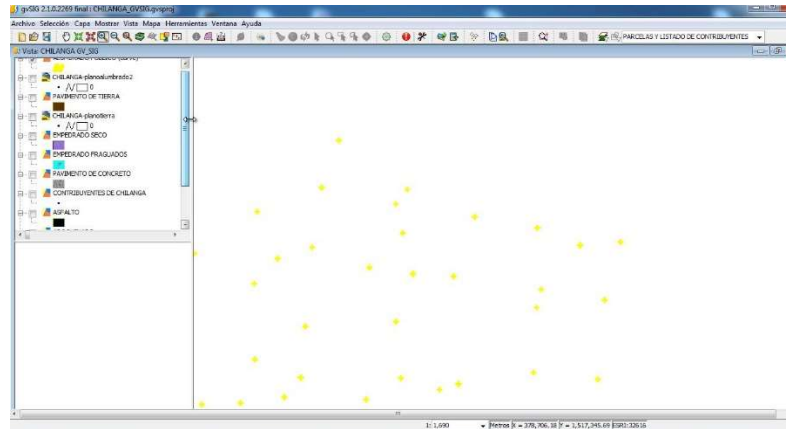 gvSIG 2.1.0.2269 final : CHILANGA_GVSIG.gvsproj
Archivo Selección Capa Mostrar Vista Mapa Herramientas Ventana Ayuda
PARCELAS Y LISTADO DE CONTRIBUYENTES
Vista: CHILANGA GV_SIG
CHILANGA-planoalumbrado2
0
PAVIMENTO DE TIERRA
CHILANGA-planotierra
0
EMPEDRADO SECO
EMPEDRADO FRAGUADOS
PAVIMENTO DE CONCRETO
CONTRIBUYENTES DE CHILANGA
ASFALTO
1: 1,690 Metros X = 378,706.18 Y = 1,517,345.69 EPSG:32616